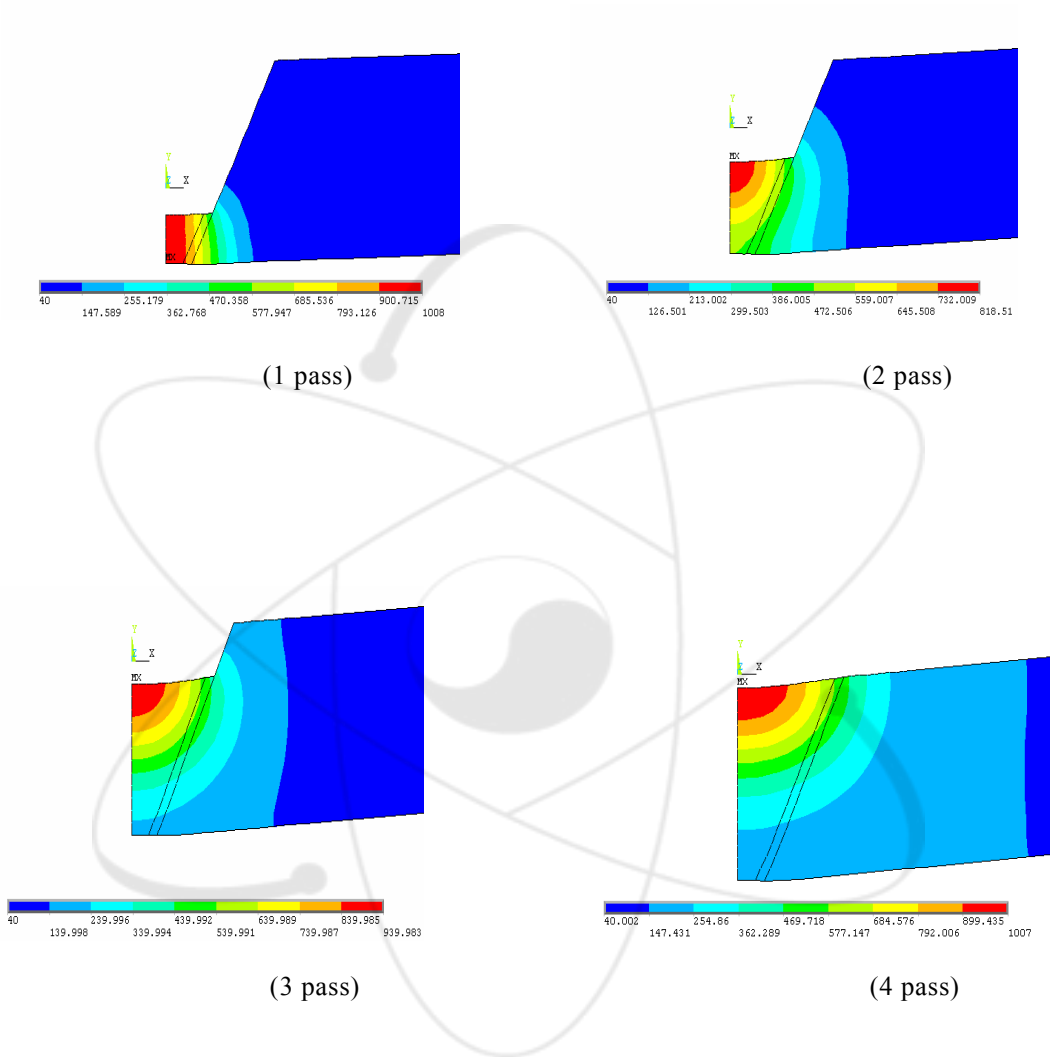 Y
Z X
MX
40 255.179 470.358 685.536 900.715
147.589 362.768 577.947 793.126 1008
(1 pass)
Y
Z X
MX
40 213.002 386.005 559.007 732.009
126.501 299.503 472.506 645.508 818.51
(2 pass)
Y
Z X
MX
40 239.996 439.992 639.989 839.985
139.998 339.994 539.991 739.987 939.983
(3 pass)
Y
Z X
MX
40.002 254.86 469.718 684.576 899.435
147.431 362.289 577.147 792.006 1007
(4 pass)